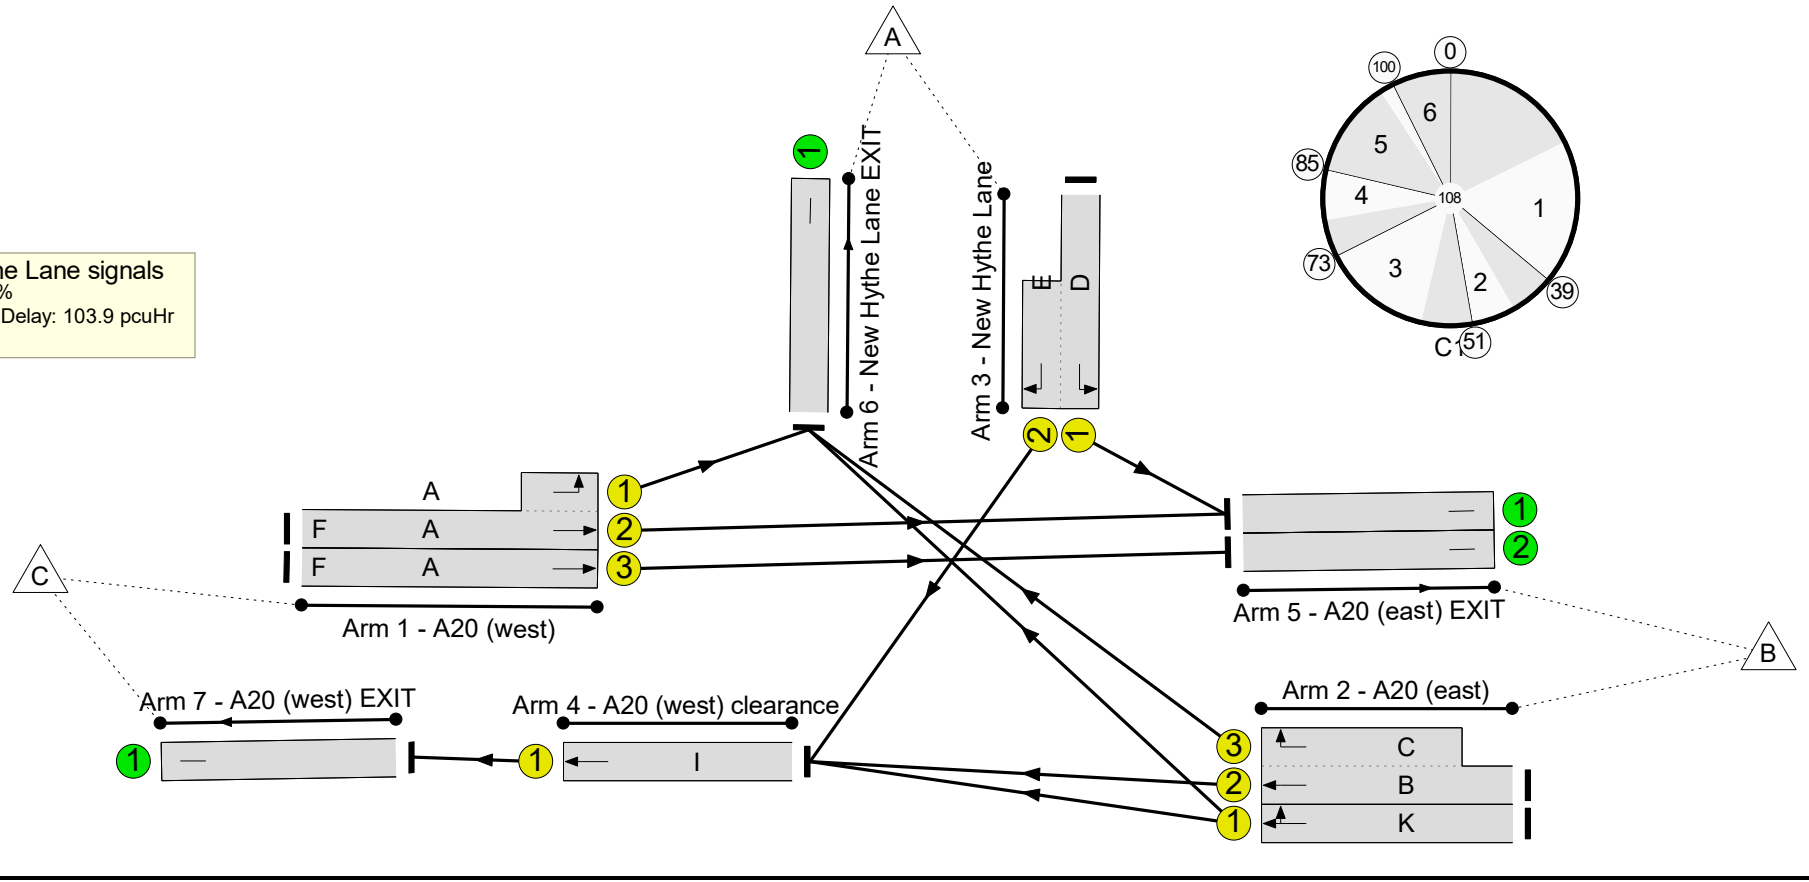 A
0
100
6
5
85
4
108
1
73
3
2
39
51
C1
1
Arm 6 - New Hythe Lane EXIT
Arm 3 - New Hythe Lane
E
D
2
1
Lane signals
%
Delay: 103.9 pcuHr
A
1
F
A
2
F
A
3
Arm 1 - A20 (west)
C
1
2
Arm 5 - A20 (east) EXIT
B
Arm 7 - A20 (west) EXIT
1
Arm 4 - A20 (west) clearance
1
I
Arm 2 - A20 (east)
3
C
2
B
1
K